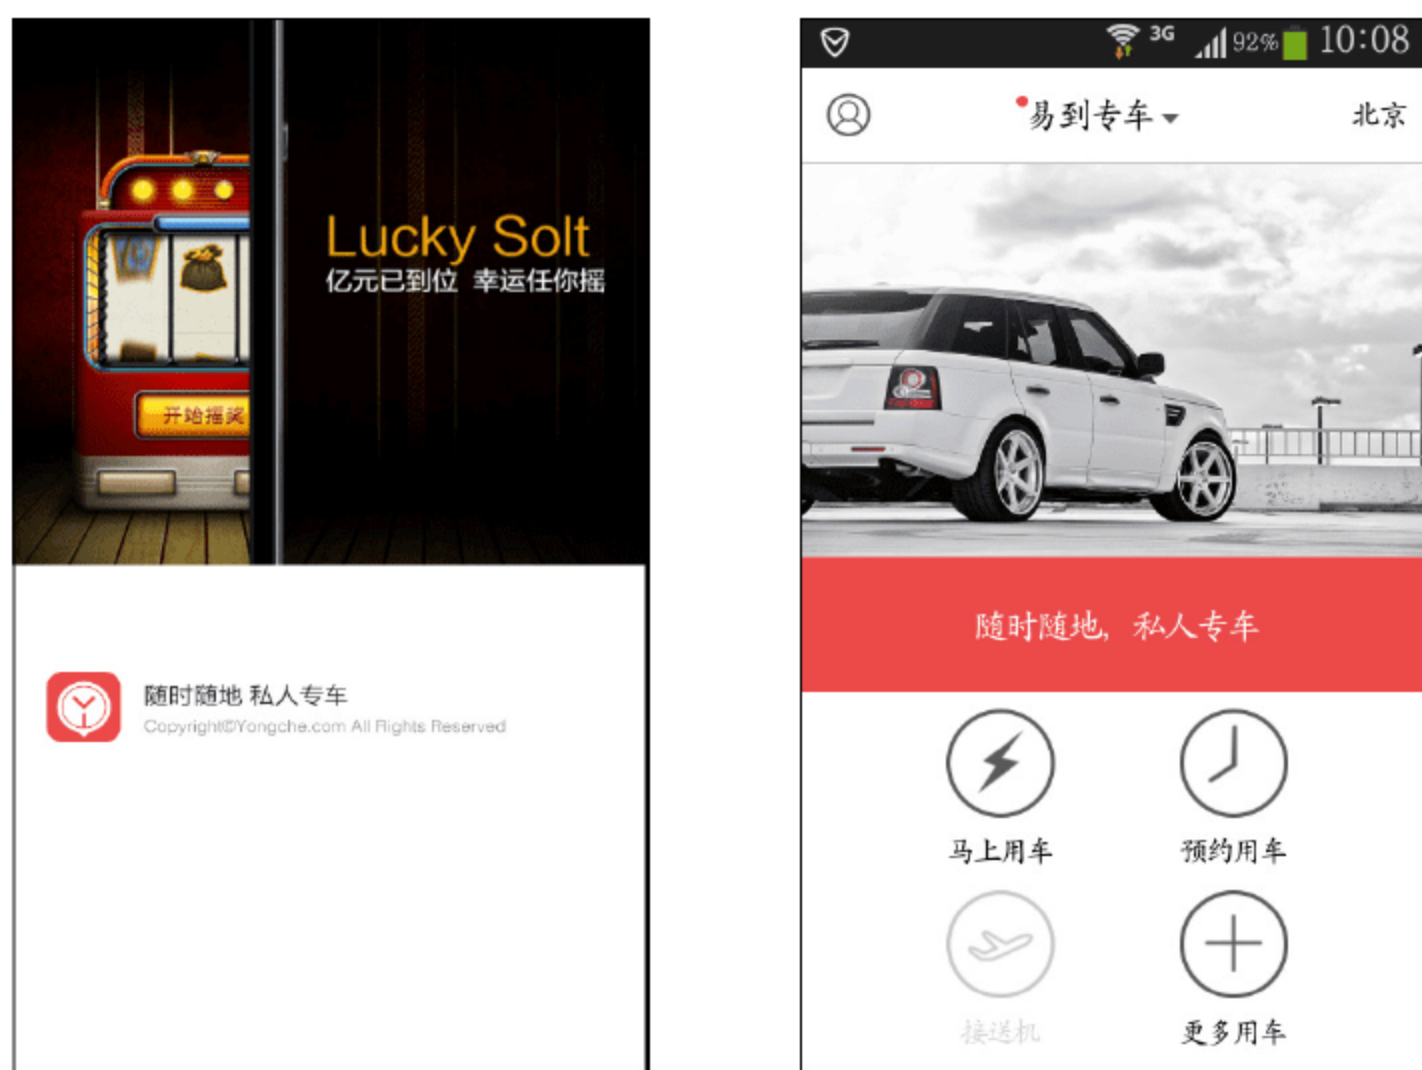 Lucky Solt
亿元已到位 幸运任你摇
开始摇奖
随时随地 私人专车
Copyright©Yongche.com All Rights Reserved
3G 92% 10:08
易到专车 北京
随时随地，私人专车
马上用车 预约用车
接送机 更多用车